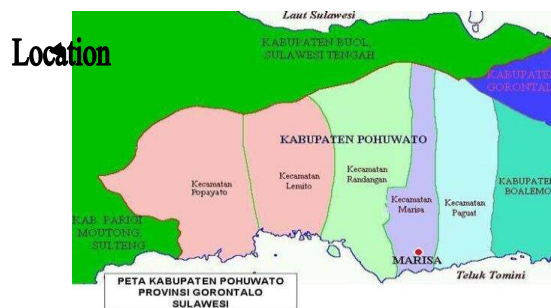 Location
Laut Sulawesi
KABUPATEN BUOL,
SULAWESI TENGAH
KABUPATEN
GORONTALO
KABUPATEN POHUWATO
Kecamatan
Popayato
Kecamatan
Lemito
Kecamatan
Randangan
Kecamatan
Marisa
Kecamatan
Paguat
KABUPATEN
BOALEMO
KAB. PARIGI
MOUTONG,
SULTENG
MARISA
Teluk Tomini
PETA KABUPATEN POHUWATO
PROVINSI GORONTALO
SULAWESI